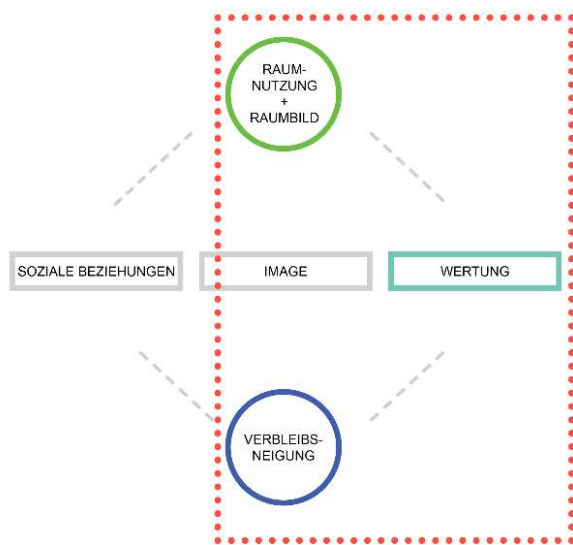 RAUM-
NUTZUNG
+
RAUMBILD
SOZIALE BEZIEHUNGEN
IMAGE
WERTUNG
VERBLEIBS-
NEIGUNG